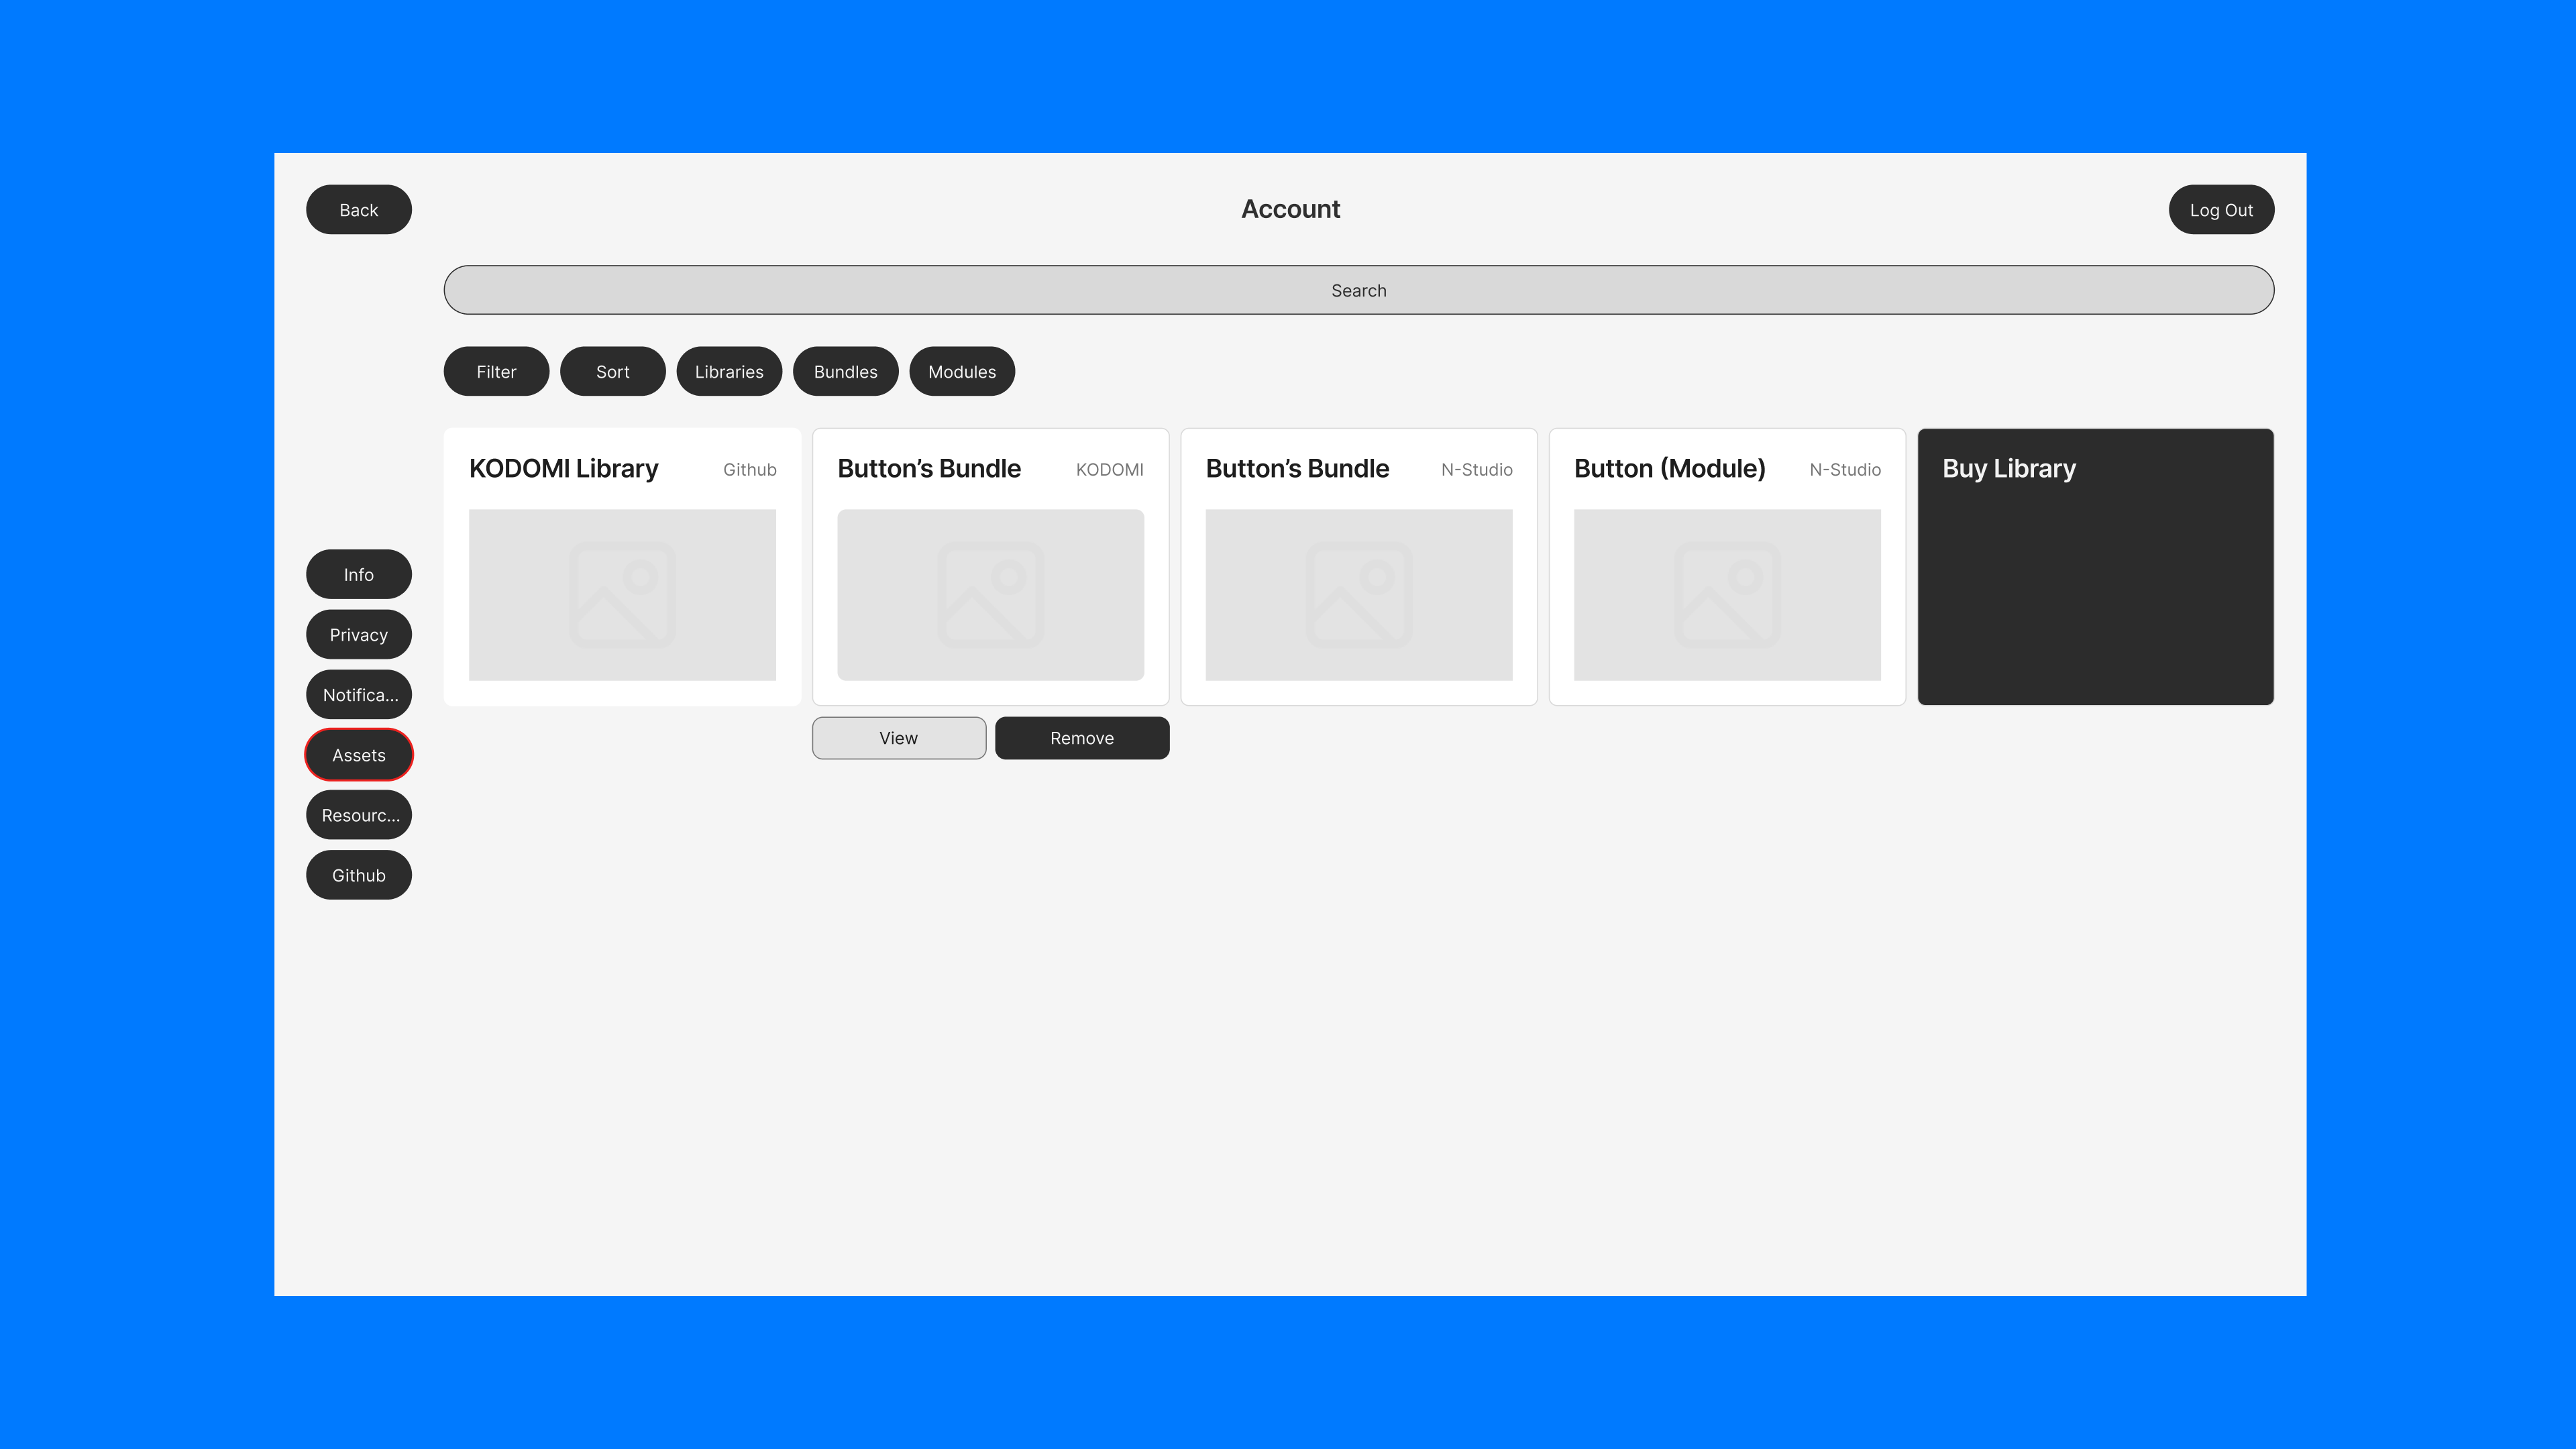 Back
Account
Log Out
Search
Filter
Sort
Libraries
Bundles
Modules
KODOMI Library
Github
Button’s Bundle
KODOMI
Button’s Bundle
N-Studio
Button (Module)
N-Studio
Buy Library
View
Remove
Info
Privacy
Notifica...
Assets
Resourc...
Github